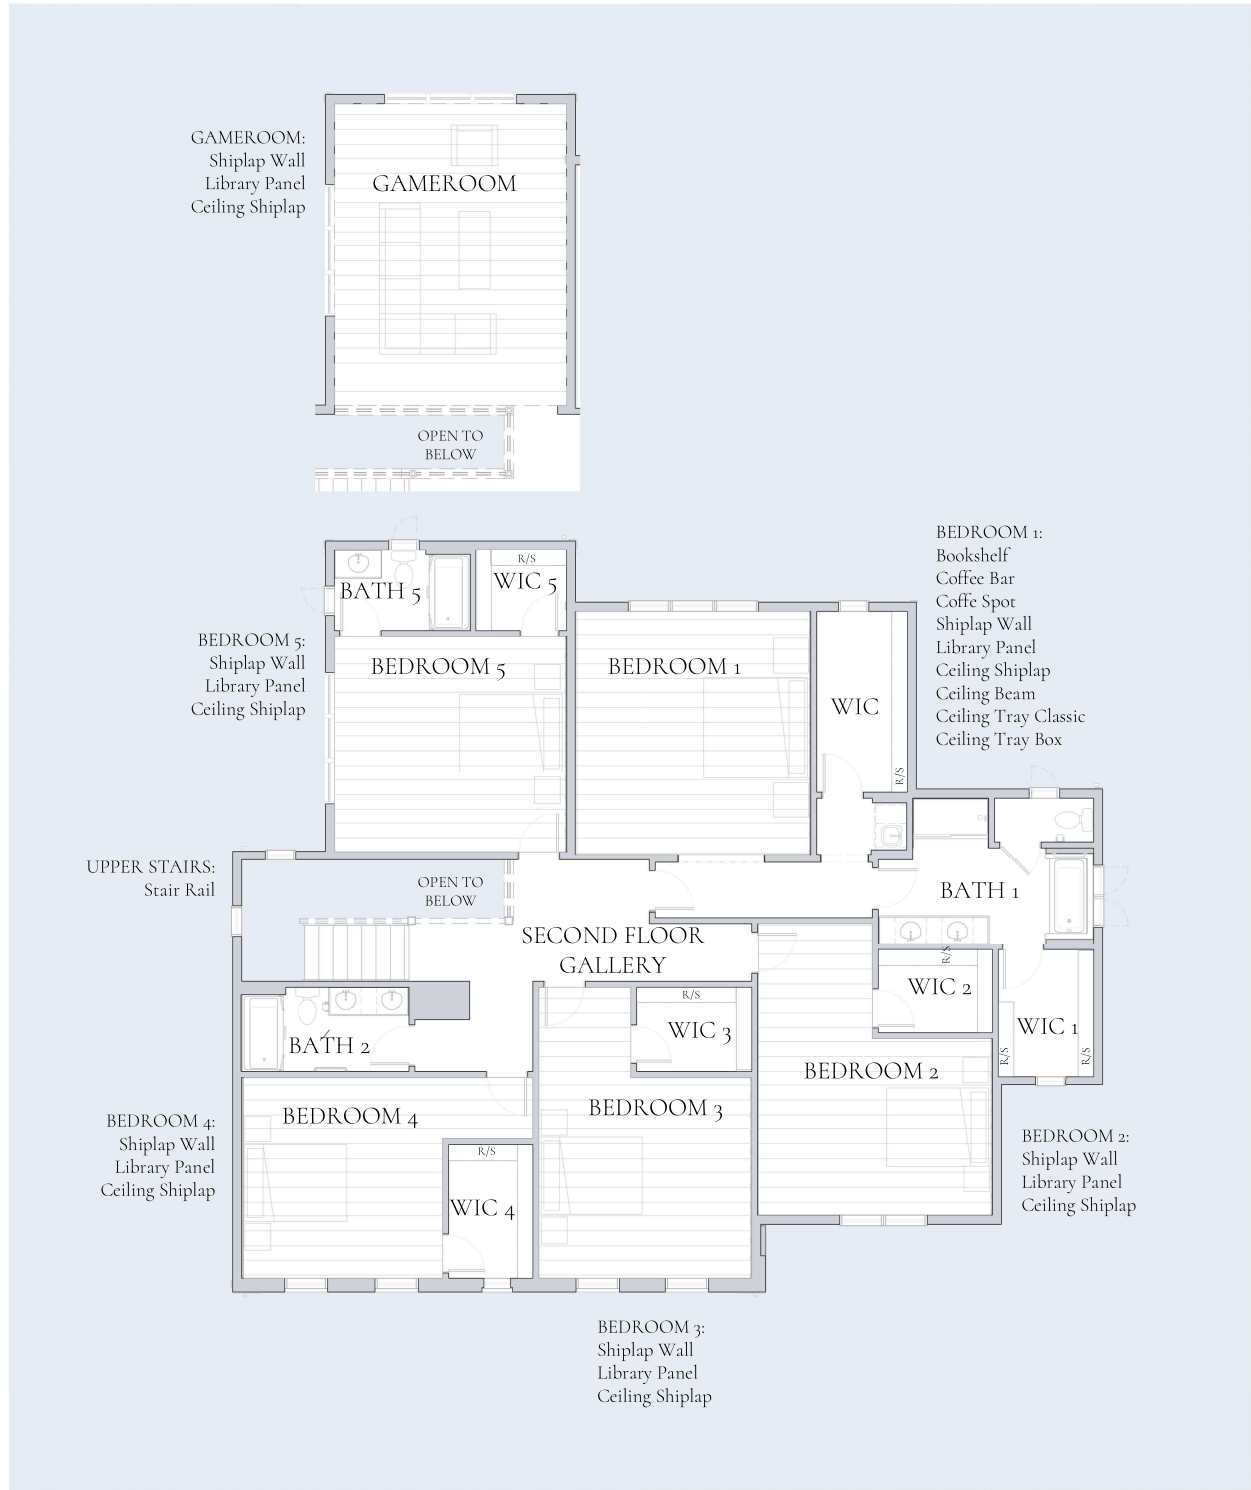 GAMEROOM:
Shiplap Wall
Library Panel
Ceiling Shiplap
GAMEROOM
OPEN TO
BELOW
BEDROOM 1:
Bookshelf
Coffee Bar
Coffe Spot
Shiplap Wall
Library Panel
Ceiling Shiplap
Ceiling Beam
Ceiling Tray Classic
Ceiling Tray Box
R/S
BATH 5
WIC 5
BEDROOM 5:
Shiplap Wall
Library Panel
Ceiling Shiplap
BEDROOM 5
BEDROOM 1
WIC
R/S
UPPER STAIRS:
Stair Rail
OPEN TO
BELOW
BATH 1
SECOND FLOOR
GALLERY
R/S
WIC 2
R/S
WIC 3
WIC 1
R/S
R/S
BATH 2
BEDROOM 2
BEDROOM 4:
Shiplap Wall
Library Panel
Ceiling Shiplap
BEDROOM 4
BEDROOM 3
R/S
WIC 4
BEDROOM 2:
Shiplap Wall
Library Panel
Ceiling Shiplap
BEDROOM 3:
Shiplap Wall
Library Panel
Ceiling Shiplap